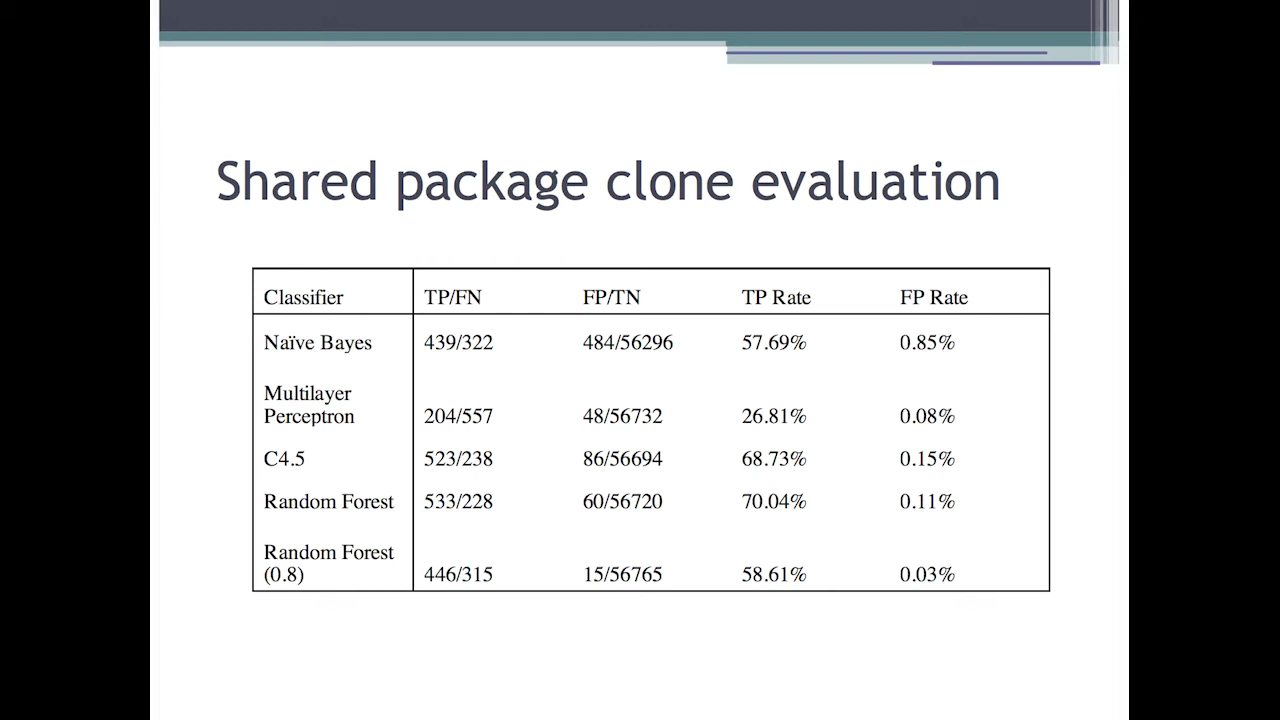 Shared package clone evaluation
Classifier TP/FN FP/TN TP Rate FP Rate
Naïve Bayes 439/322 484/56296 57.69% 0.85%
Multilayer
Perceptron 204/557 48/56732 26.81% 0.08%
C4.5 523/238 86/56694 68.73% 0.15%
Random Forest 533/228 60/56720 70.04% 0.11%
Random Forest
(0.8) 446/315 15/56765 58.61% 0.03%